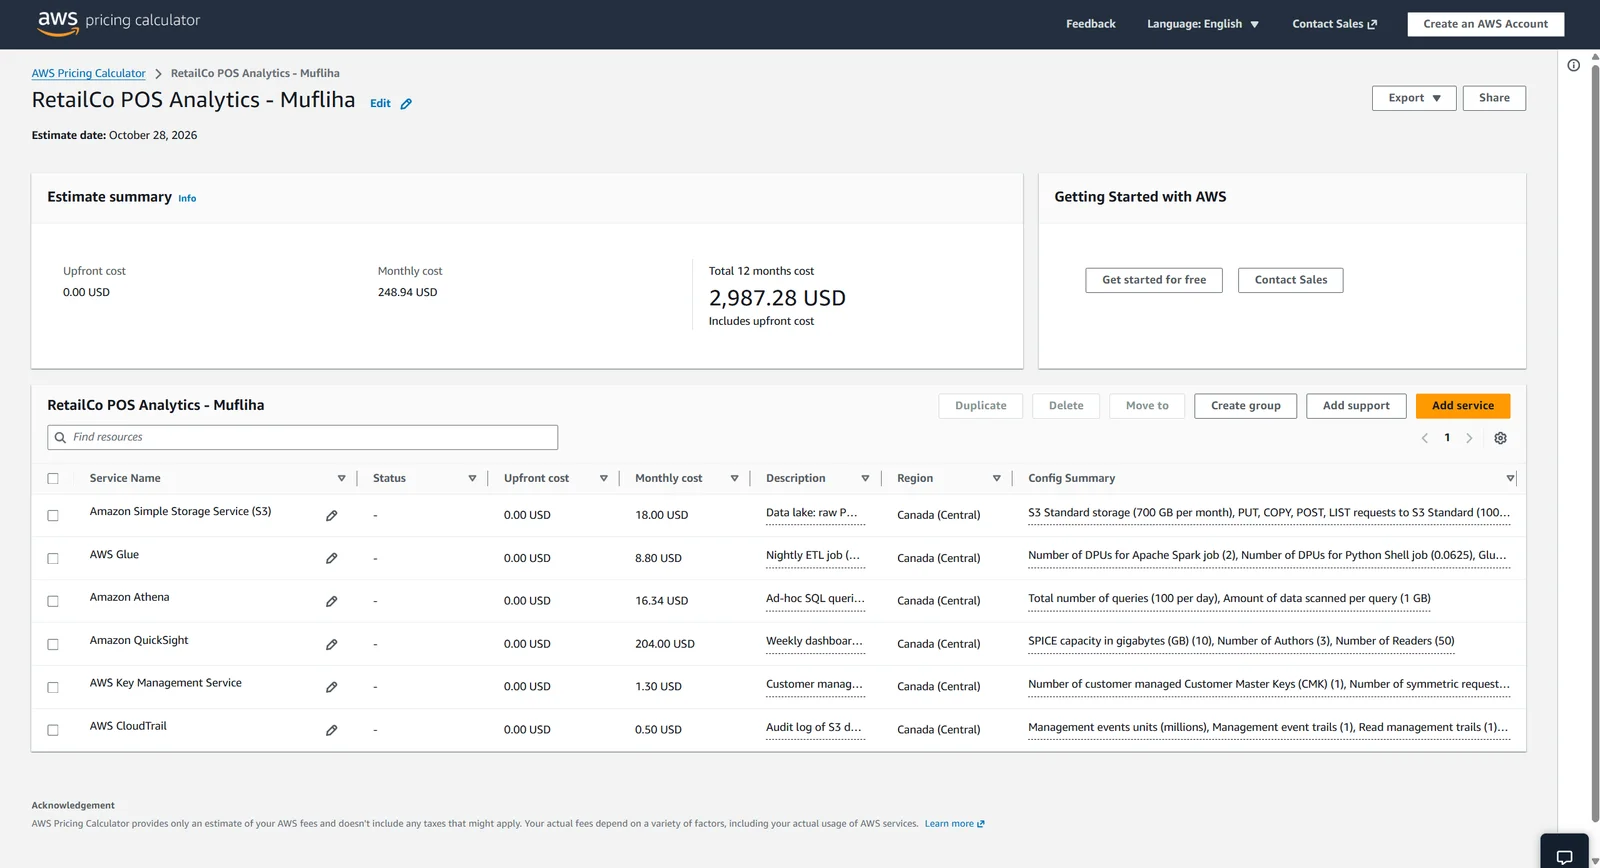 aws pricing calculator
Feedback
Language: English
Contact Sales
Create an AWS Account
AWS Pricing Calculator > RetailCo POS Analytics - Mufliha
RetailCo POS Analytics - Mufliha
Edit
Export
Share
Estimate date: October 28, 2026
Estimate summary Info
Upfront cost
0.00 USD
Monthly cost
248.94 USD
Total 12 months cost
2,987.28 USD
Includes upfront cost
Getting Started with AWS
Get started for free
Contact Sales
RetailCo POS Analytics - Mufliha
Duplicate
Delete
Move to
Create group
Add support
Add service
Find resources
1
Service Name Status Upfront cost Monthly cost Description Region Config Summary
Amazon Simple Storage Service (S3) - 0.00 USD 18.00 USD Data lake: raw P... Canada (Central) S3 Standard storage (700 GB per month), PUT, COPY, POST, LIST requests to S3 Standard (100...
AWS Glue - 0.00 USD 8.80 USD Nightly ETL job (... Canada (Central) Number of DPUs for Apache Spark job (2), Number of DPUs for Python Shell job (0.0625), Glu...
Amazon Athena - 0.00 USD 16.34 USD Ad-hoc SQL queri... Canada (Central) Total number of queries (100 per day), Amount of data scanned per query (1 GB)
Amazon QuickSight - 0.00 USD 204.00 USD Weekly dashboar... Canada (Central) SPICE capacity in gigabytes (GB) (10), Number of Authors (3), Number of Readers (50)
AWS Key Management Service - 0.00 USD 1.30 USD Customer manag... Canada (Central) Number of customer managed Customer Master Keys (CMK) (1), Number of symmetric request...
AWS CloudTrail - 0.00 USD 0.50 USD Audit log of S3 d... Canada (Central) Management events units (millions), Management event trails (1), Read management trails (1)...
Acknowledgement
AWS Pricing Calculator provides only an estimate of your AWS fees and doesn't include any taxes that might apply. Your actual fees depend on a variety of factors, including your actual usage of AWS services. Learn more